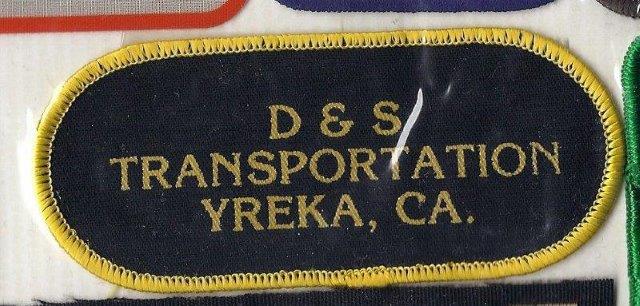 D & S
TRANSPORTATION
YREKA, CA.